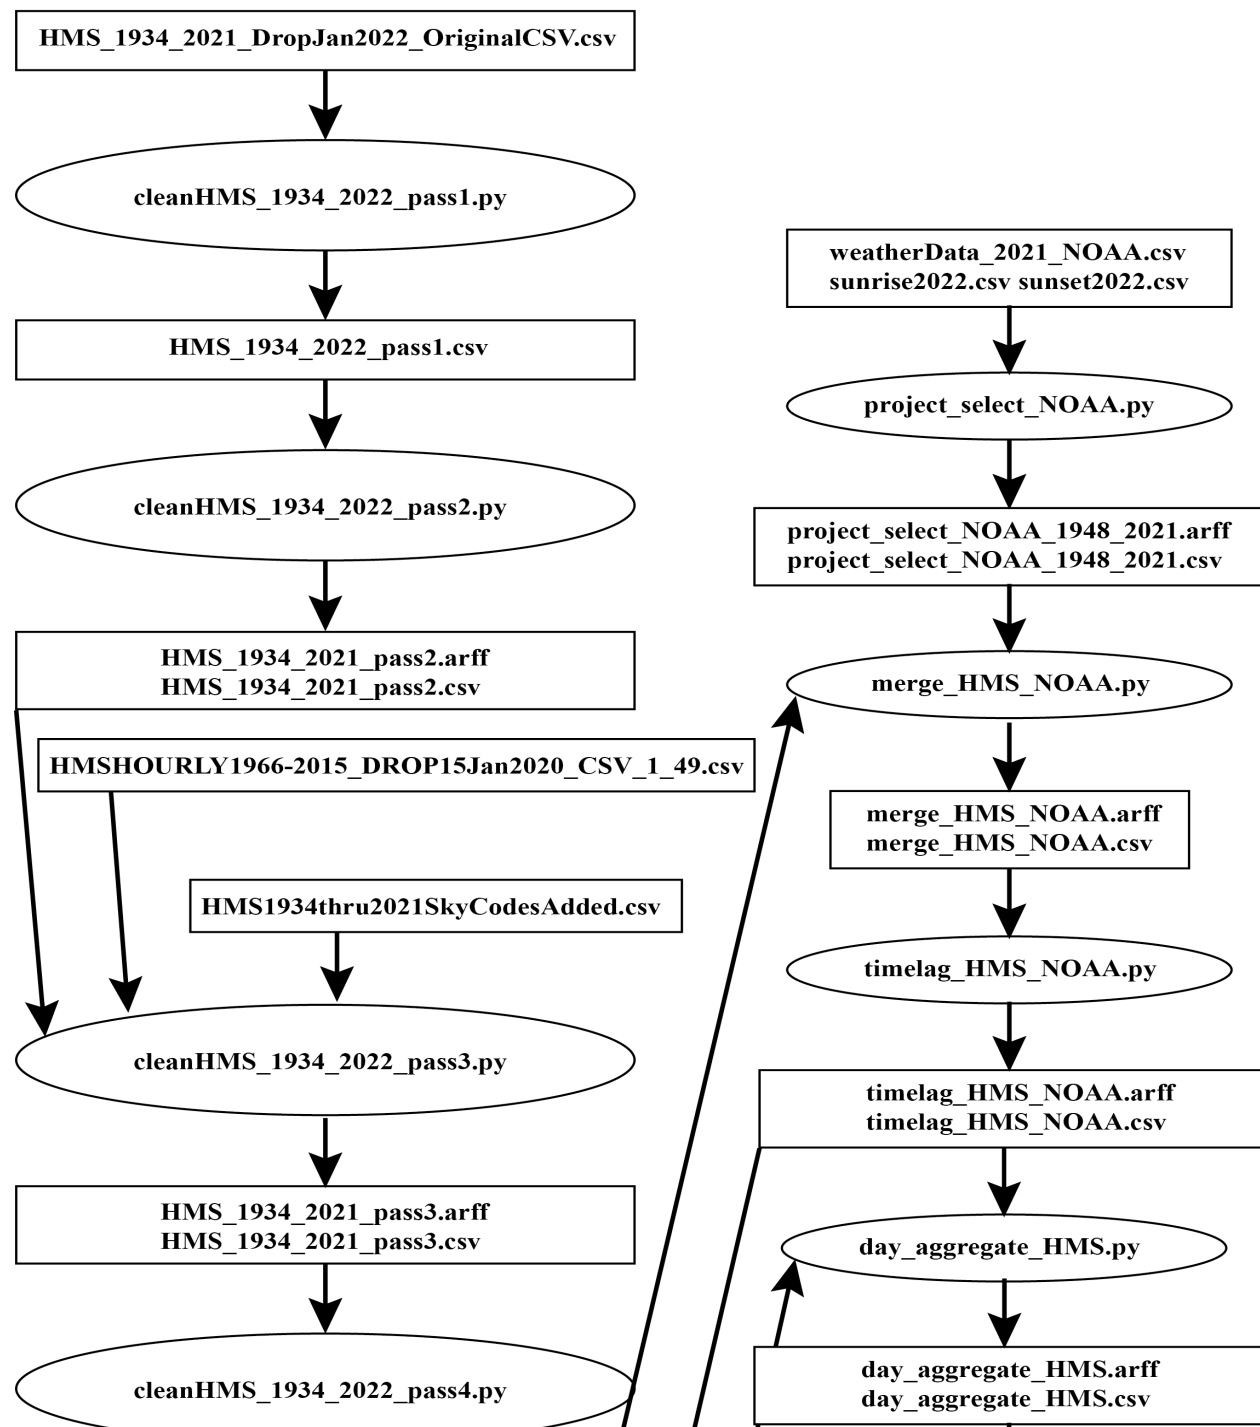 HMS_1934_2021_DropJan2022_OriginalCSV.csv
cleanHMS_1934_2022_pass1.py
HMS_1934_2022_pass1.csv
cleanHMS_1934_2022_pass2.py
HMS_1934_2021_pass2.arff
HMS_1934_2021_pass2.csv
HMSHOURLY1966-2015_DROP15Jan2020_CSV_1_49.csv
HMS1934thru2021SkyCodesAdded.csv
cleanHMS_1934_2022_pass3.py
HMS_1934_2021_pass3.arff
HMS_1934_2021_pass3.csv
cleanHMS_1934_2022_pass4.py
weatherData_2021_NOAA.csv
sunrise2022.csv sunset2022.csv
project_select_NOAA.py
project_select_NOAA_1948_2021.arff
project_select_NOAA_1948_2021.csv
merge_HMS_NOAA.py
merge_HMS_NOAA.arff
merge_HMS_NOAA.csv
timelag_HMS_NOAA.py
timelag_HMS_NOAA.arff
timelag_HMS_NOAA.csv
day_aggregate_HMS.py
day_aggregate_HMS.arff
day_aggregate_HMS.csv